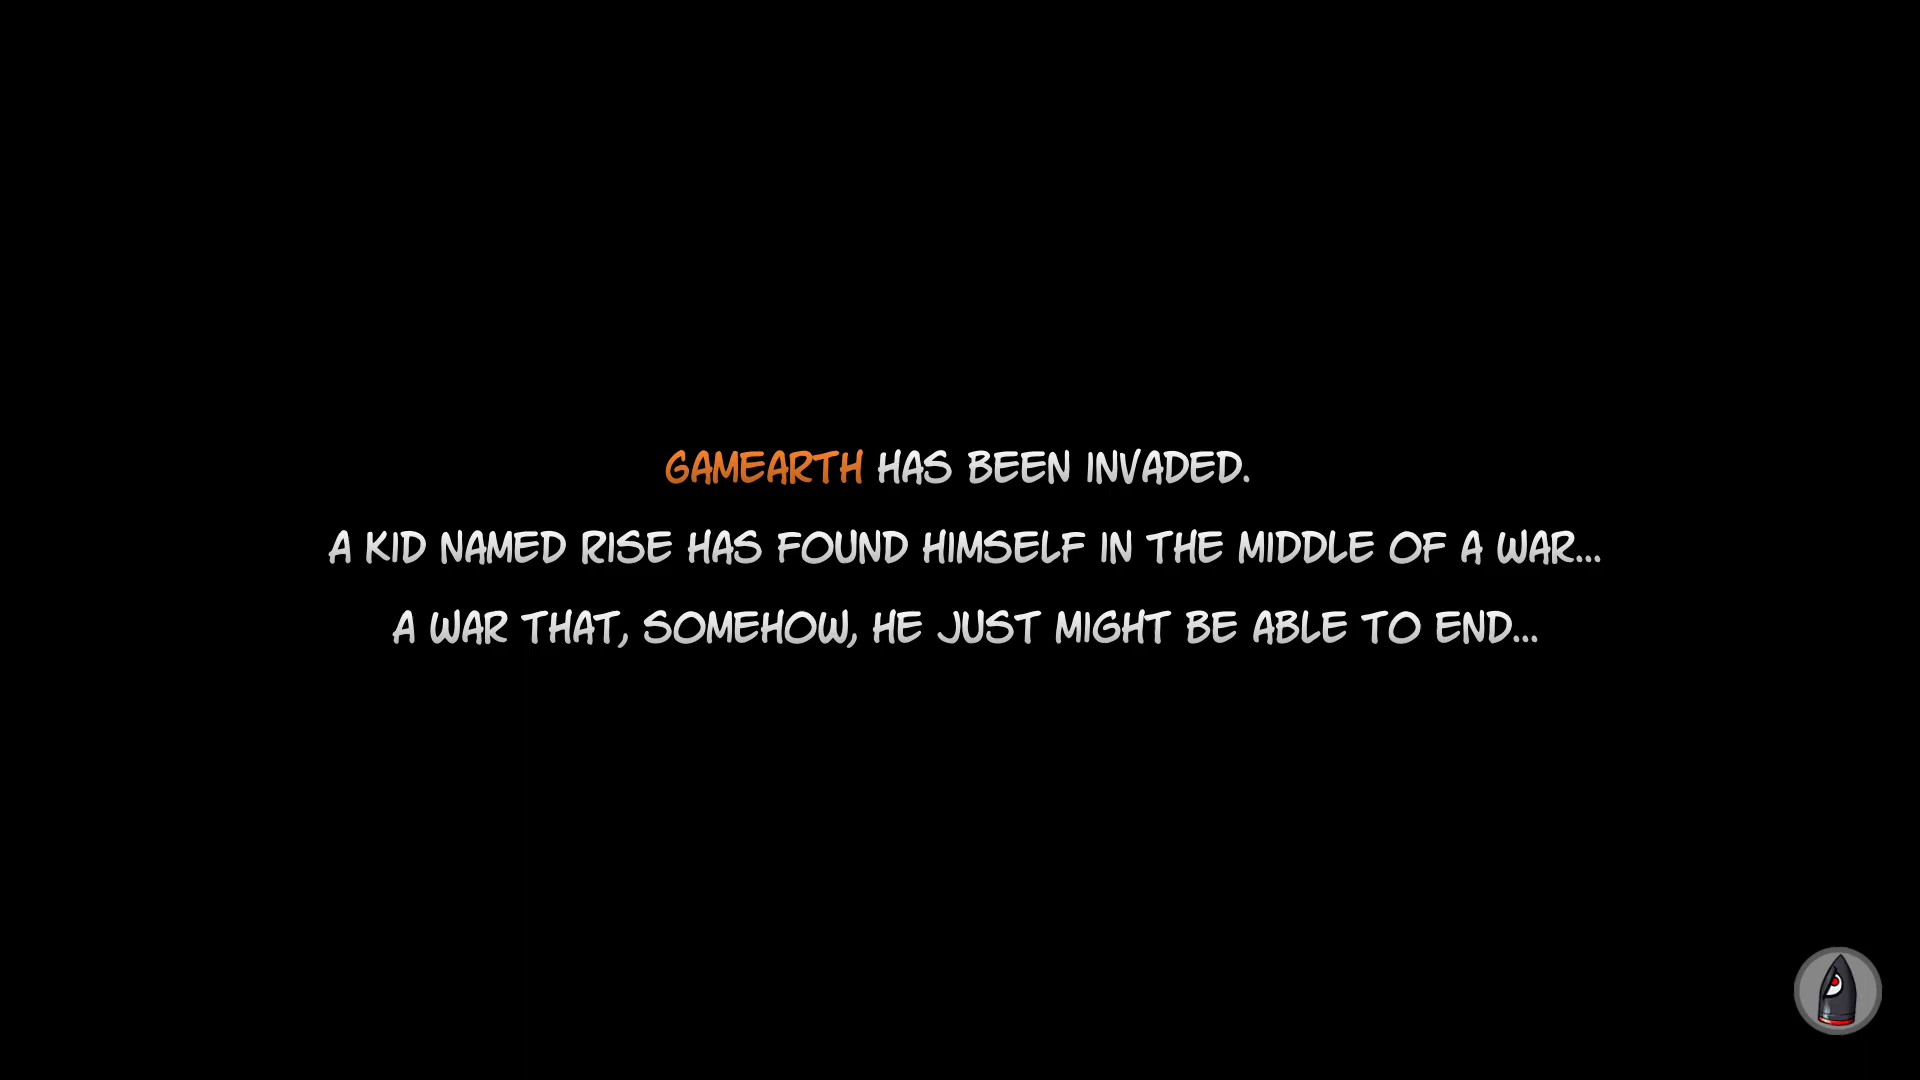 GAMEARTH HAS BEEN INVADED.
A KID NAMED RISE HAS FOUND HIMSELF IN THE MIDDLE OF A WAR...
A WAR THAT, SOMEHOW, HE JUST MIGHT BE ABLE TO END...